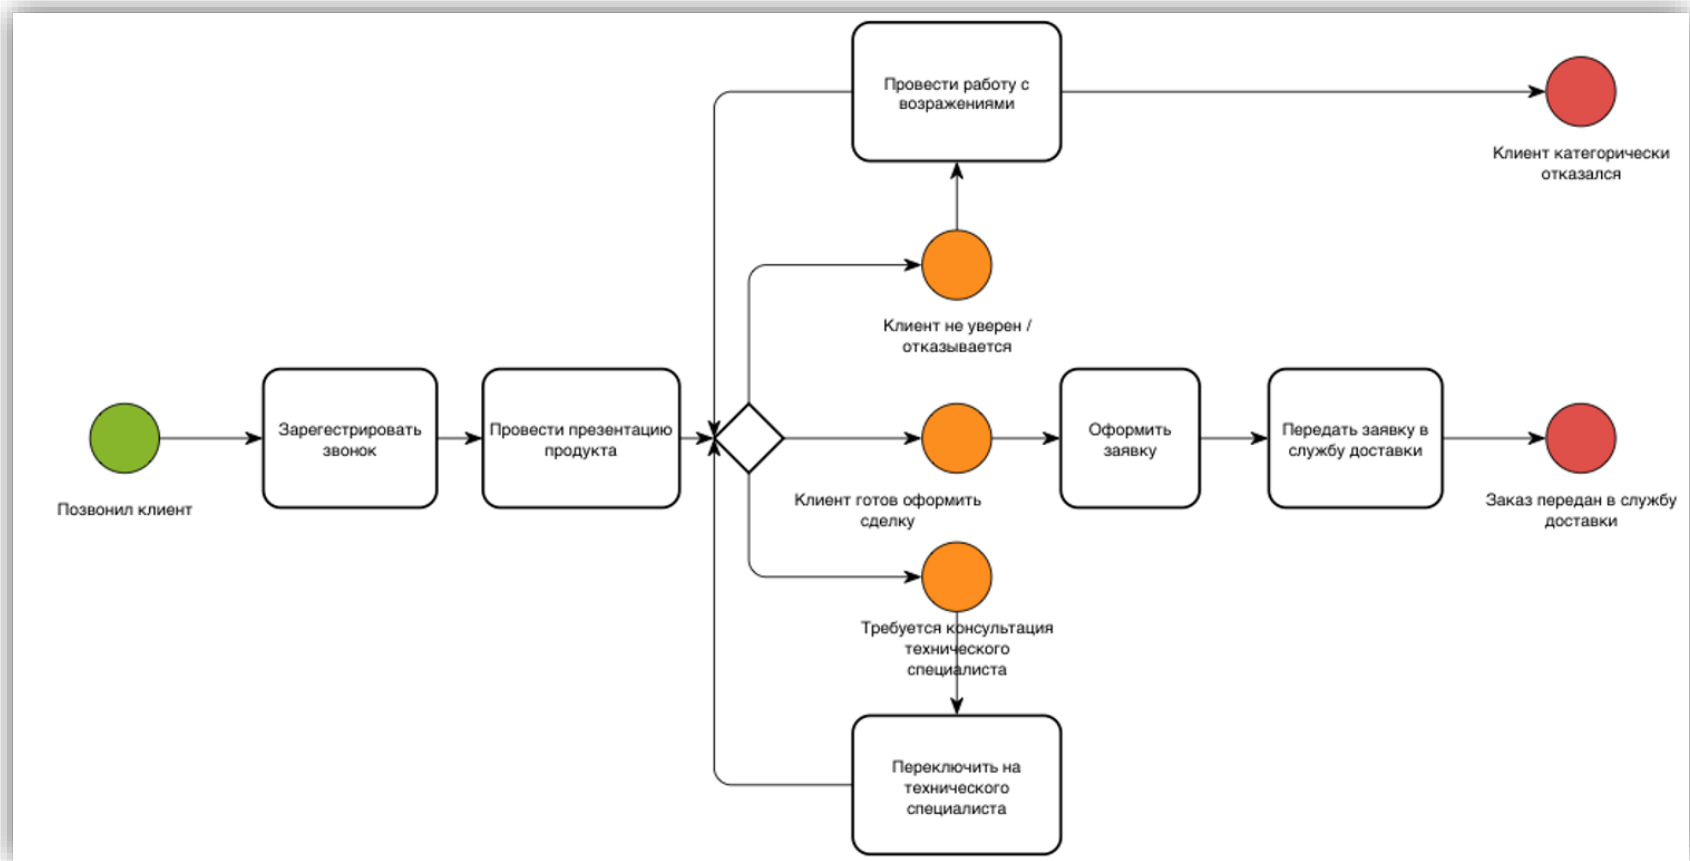 Провести работу с
возражениями
Клиент категорически
отказался
Клиент не уверен /
отказывается
Позвонил клиент
Зарегестрировать
звонок
Провести презентацию
продукта
Клиент готов оформить
сделку
Оформить
заявку
Передать заявку в
службу доставки
Заказ передан в службу
доставки
Требуется консультация
технического
специалиста
Переключить на
технического
специалиста